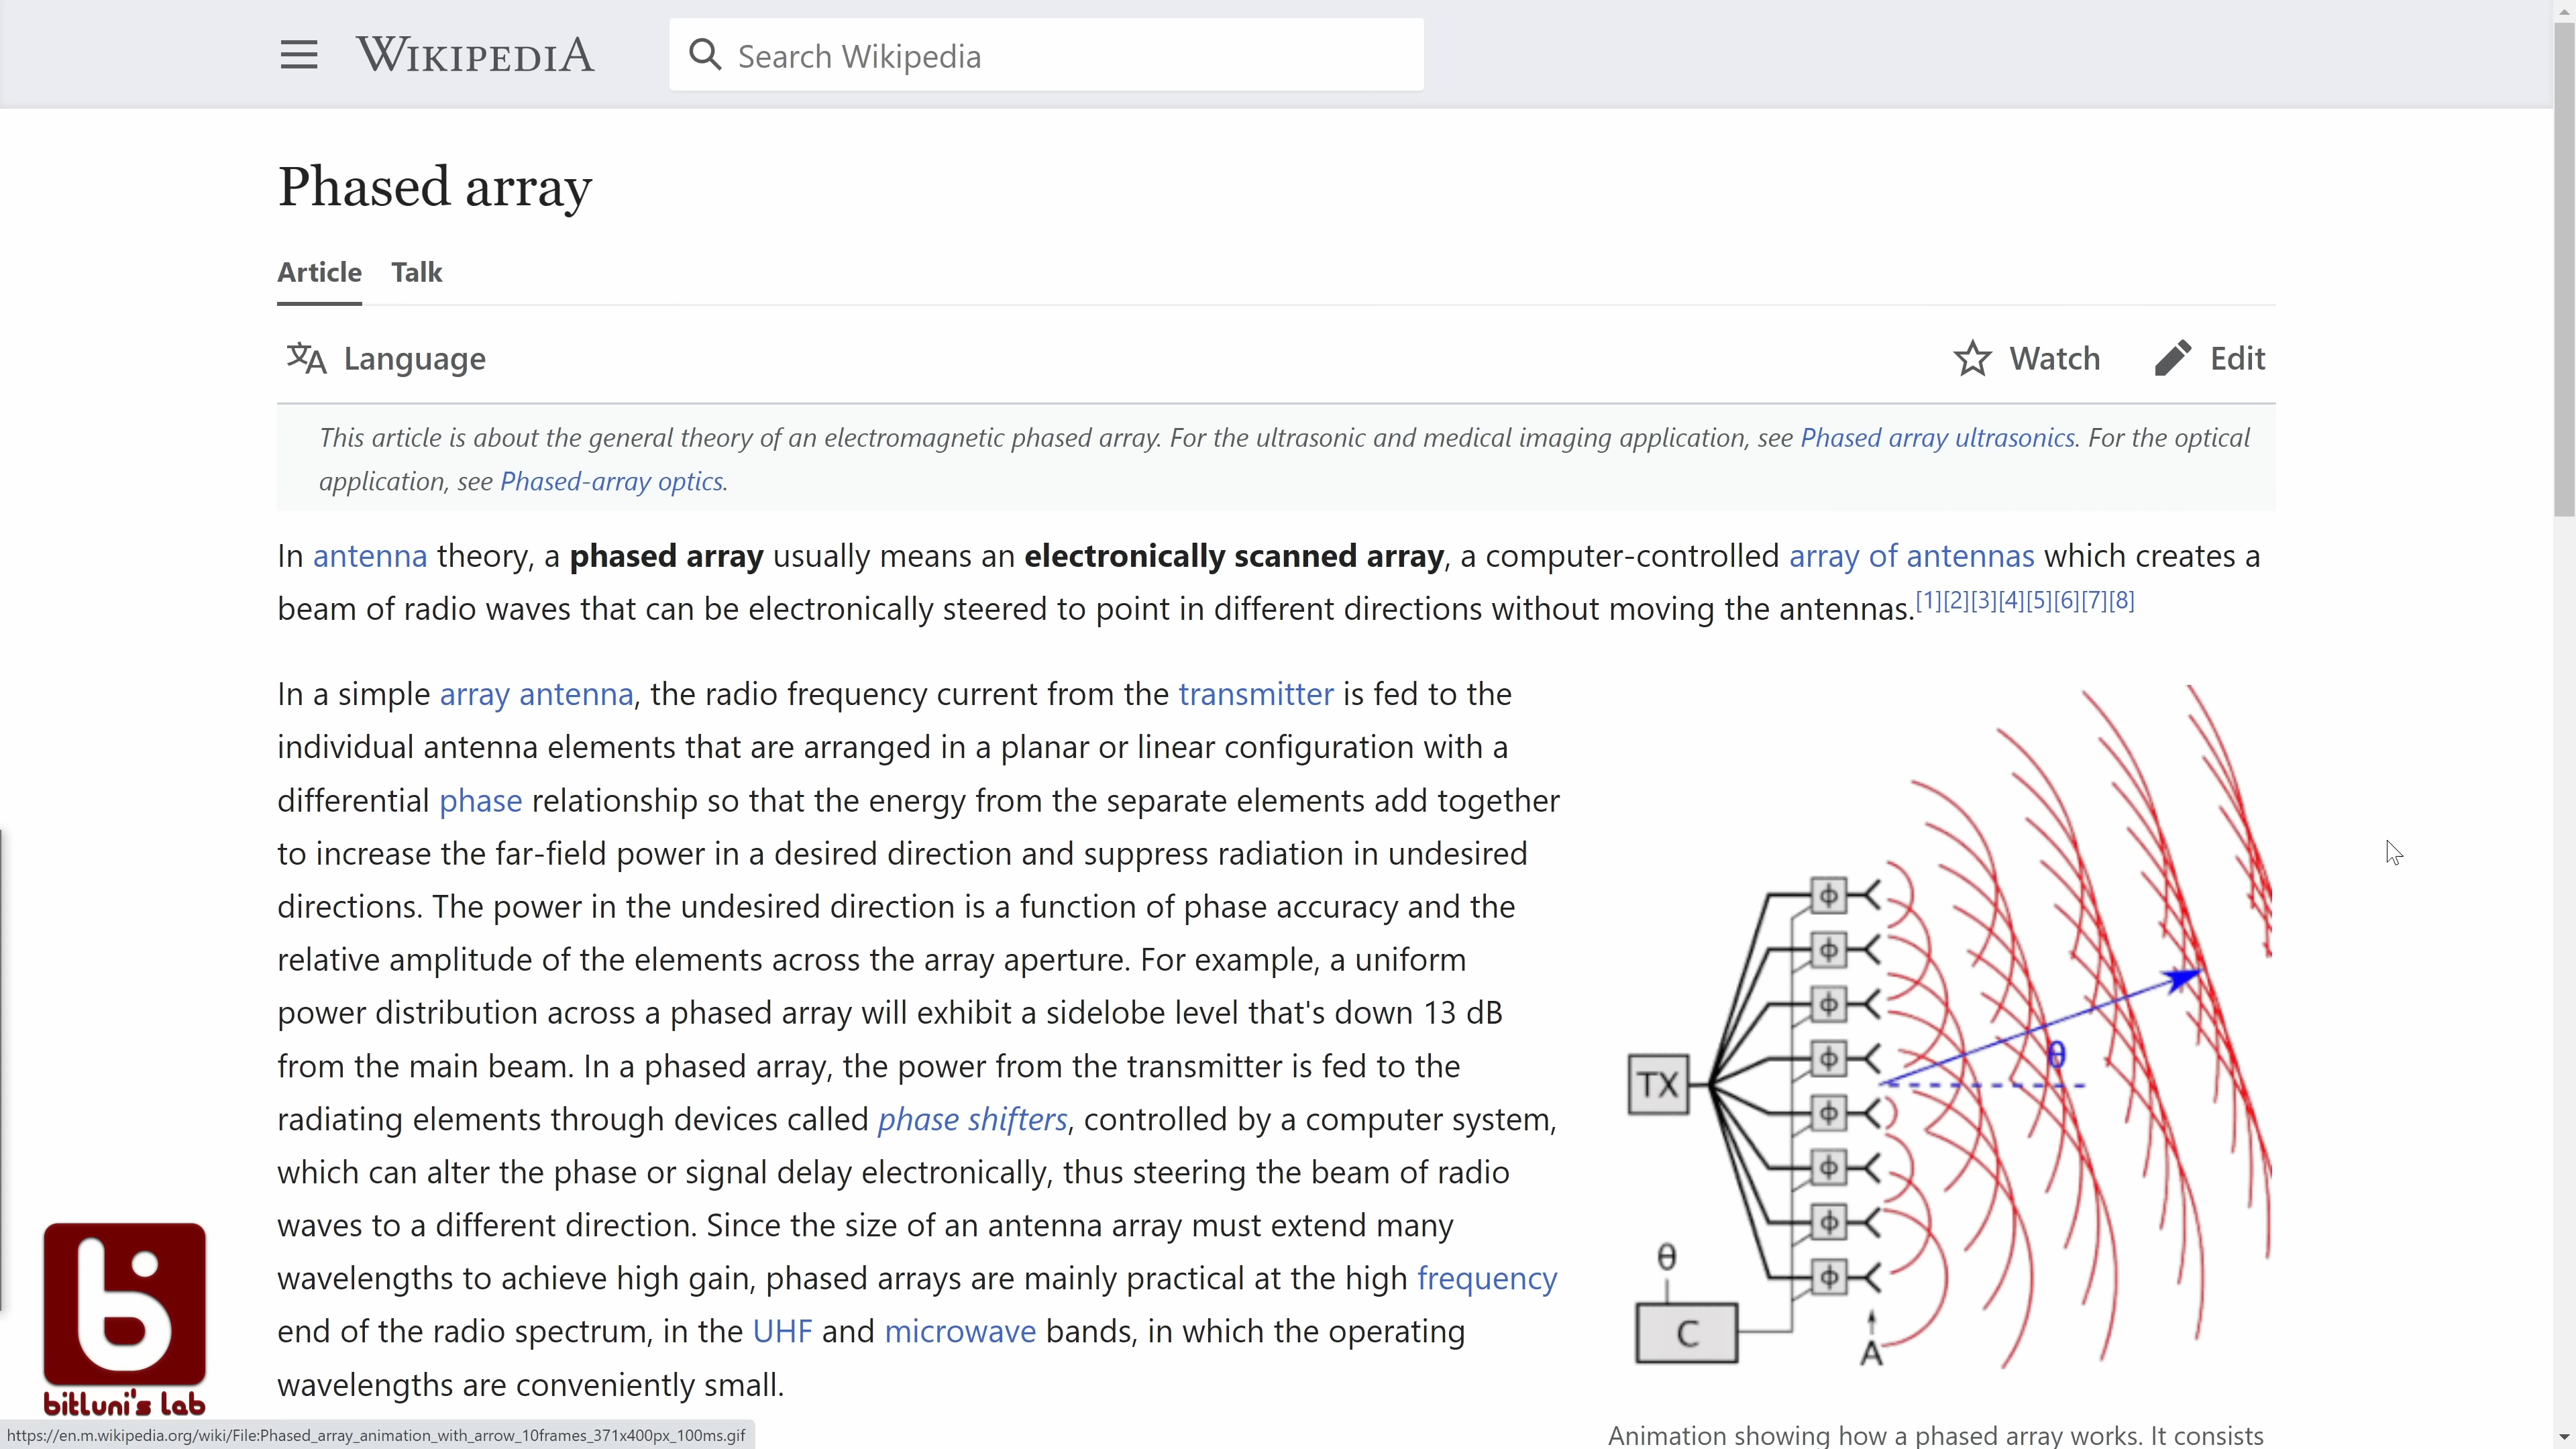 WIKIPEDIA
Search Wikipedia
Phased array
Article Talk
Language
Watch Edit
This article is about the general theory of an electromagnetic phased array. For the ultrasonic and medical imaging application, see Phased array ultrasonics. For the optical
application, see Phased-array optics.
In antenna theory, a phased array usually means an electronically scanned array, a computer-controlled array of antennas which creates a
beam of radio waves that can be electronically steered to point in different directions without moving the antennas.[1][2][3][4][5][6][7][8]
In a simple array antenna, the radio frequency current from the transmitter is fed to the
individual antenna elements that are arranged in a planar or linear configuration with a
differential phase relationship so that the energy from the separate elements add together
to increase the far-field power in a desired direction and suppress radiation in undesired
directions. The power in the undesired direction is a function of phase accuracy and the
relative amplitude of the elements across the array aperture. For example, a uniform
power distribution across a phased array will exhibit a sidelobe level that's down 13 dB
from the main beam. In a phased array, the power from the transmitter is fed to the
radiating elements through devices called phase shifters, controlled by a computer system,
which can alter the phase or signal delay electronically, thus steering the beam of radio
waves to a different direction. Since the size of an antenna array must extend many
wavelengths to achieve high gain, phased arrays are mainly practical at the high frequency
end of the radio spectrum, in the UHF and microwave bands, in which the operating
wavelengths are conveniently small.
ϕ
ϕ
ϕ
ϕ
θ
TX
ϕ
ϕ
ϕ
ϕ
θ
C
A
Animation showing how a phased array works. It consists
b
bitluni's lab
https://en.m.wikipedia.org/wiki/File:Phased_array_animation_with_arrow_10frames_371x400px_100ms.gif